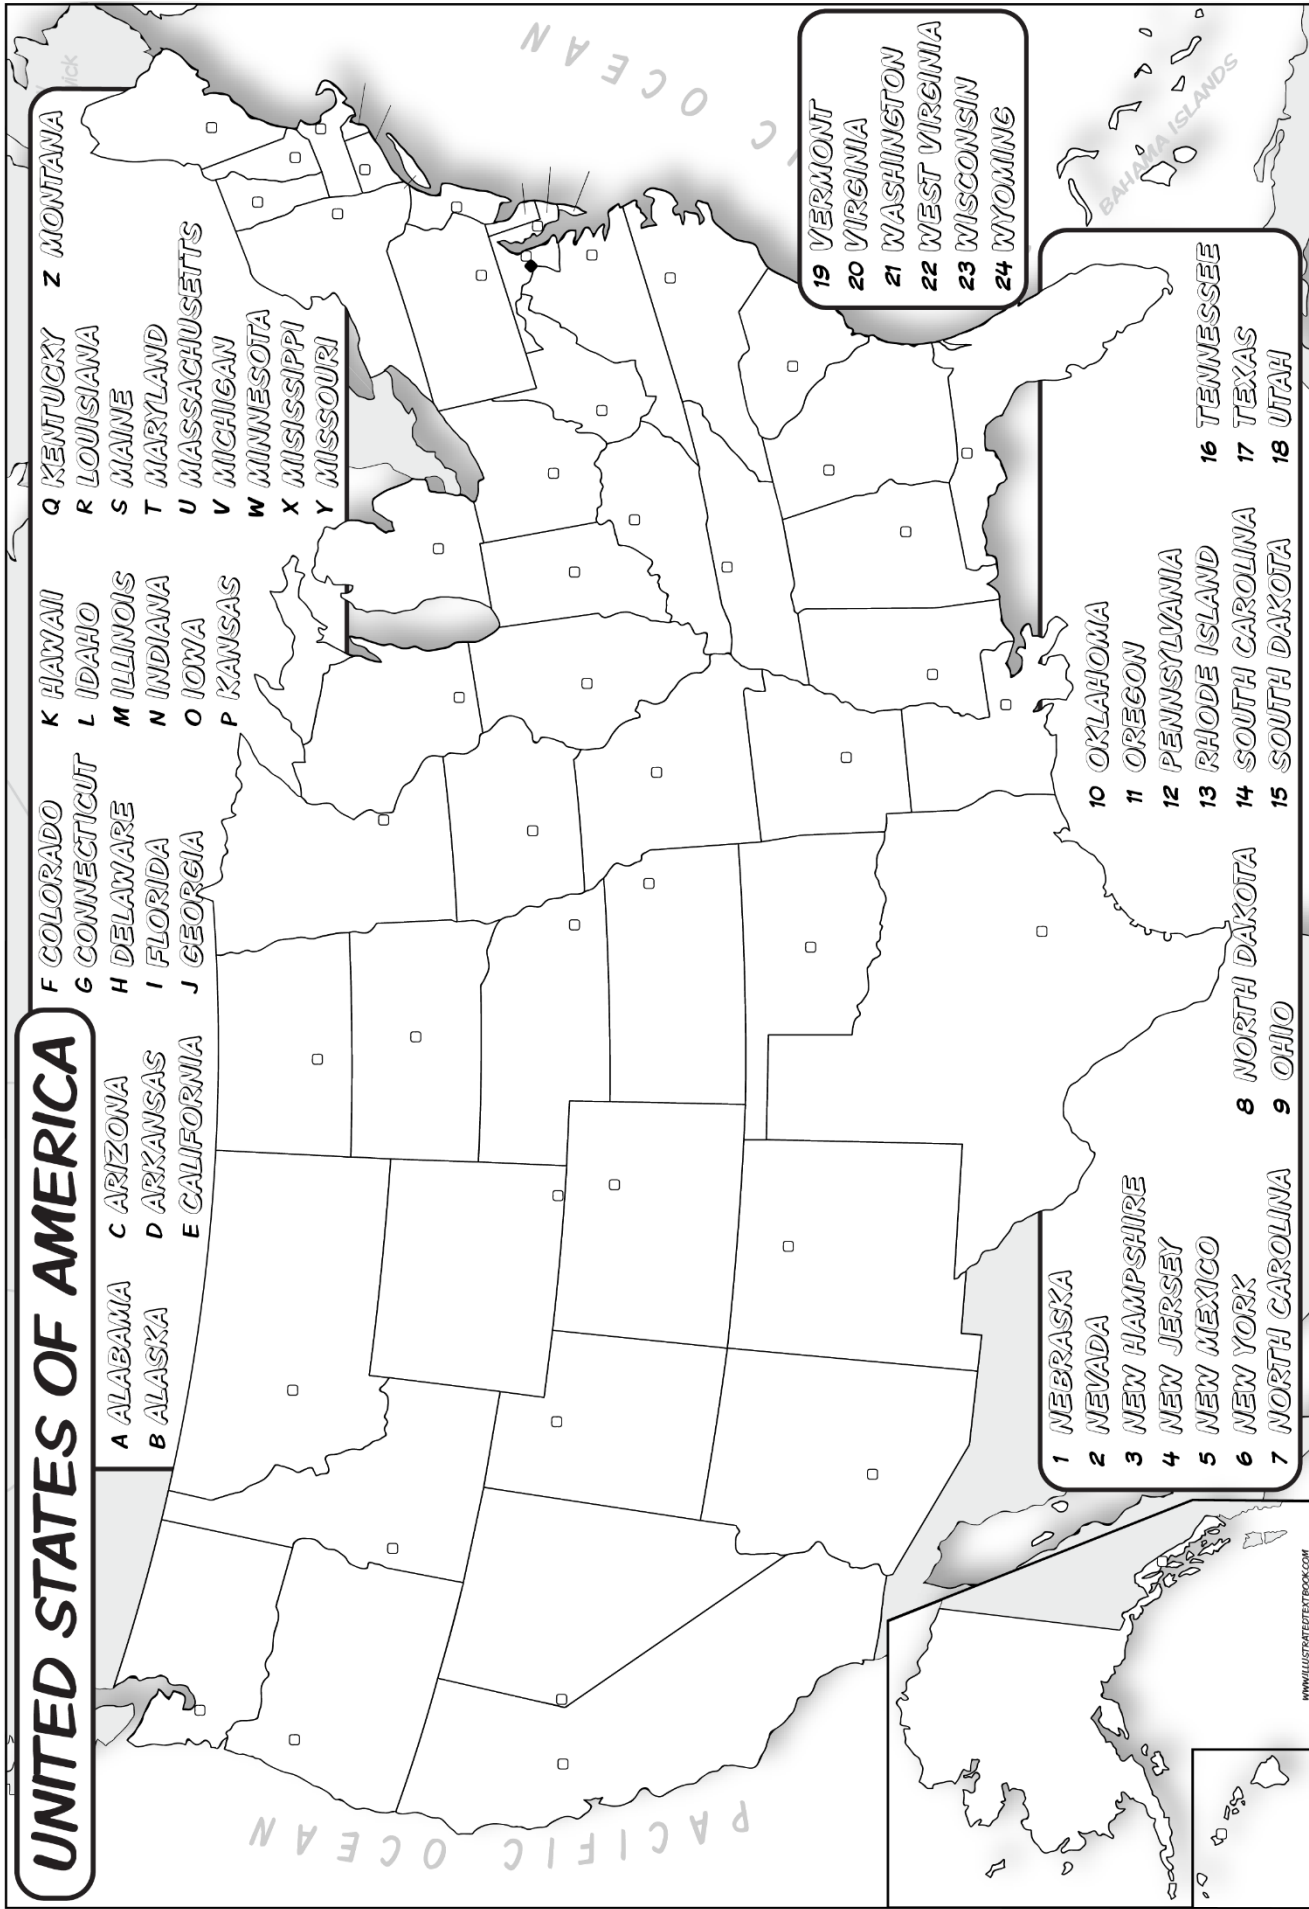 UNITED STATES OF AMERICA
A ALABAMA
B ALASKA
C ARIZONA
D ARKANSAS
E CALIFORNIA
F COLORADO
G CONNECTICUT
H DELAWARE
I FLORIDA
J GEORGIA
K HAWAII
L IDAHO
M ILLINOIS
N INDIANA
O IOWA
P KANSAS
Q KENTUCKY
R LOUISIANA
S MAINE
T MARYLAND
U MASSACHUSETTS
V MICHIGAN
W MINNESOTA
X MISSISSIPPI
Y MISSOURI
Z MONTANA
wick
PACIFIC OCEAN
IC OCEAN
19 VERMONT
20 VIRGINIA
21 WASHINGTON
22 WEST VIRGINIA
23 WISCONSIN
24 WYOMING
BAHAMA ISLANDS
1 NEBRASKA
2 NEVADA
3 NEW HAMPSHIRE
4 NEW JERSEY
5 NEW MEXICO
6 NEW YORK
7 NORTH CAROLINA
8 NORTH DAKOTA
9 OHIO
10 OKLAHOMA
11 OREGON
12 PENNSYLVANIA
13 RHODE ISLAND
14 SOUTH CAROLINA
15 SOUTH DAKOTA
16 TENNESSEE
17 TEXAS
18 UTAH
WWW.ILLUSTRATEDTEXTBOOK.COM